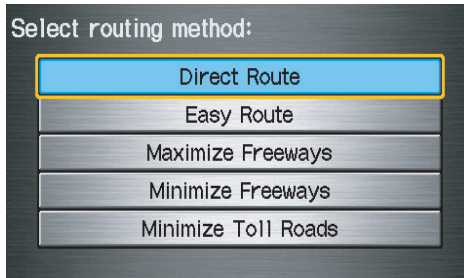 Select routing method:
Direct Route
Easy Route
Maximize Freeways
Minimize Freeways
Minimize Toll Roads